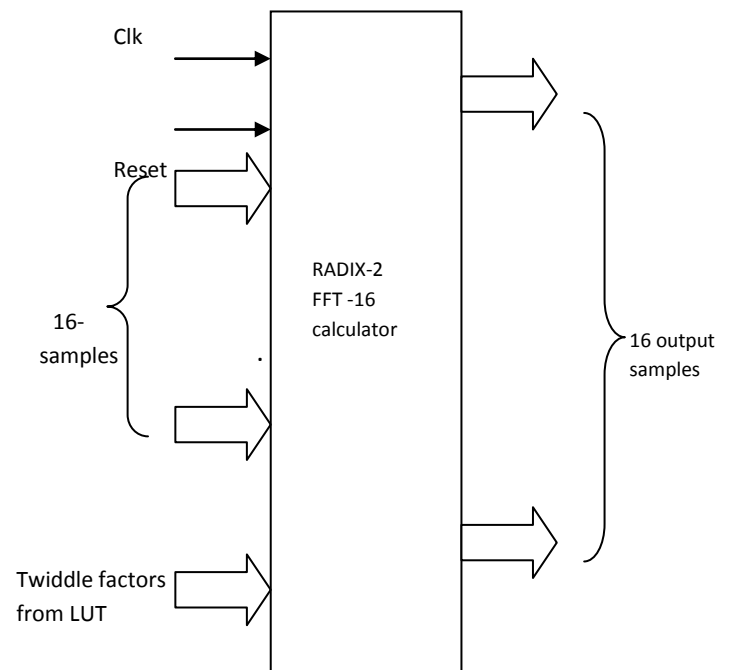 Clk
Reset
16-
samples
RADIX-2
FFT -16
calculator
16 output
samples
Twiddle factors
from LUT